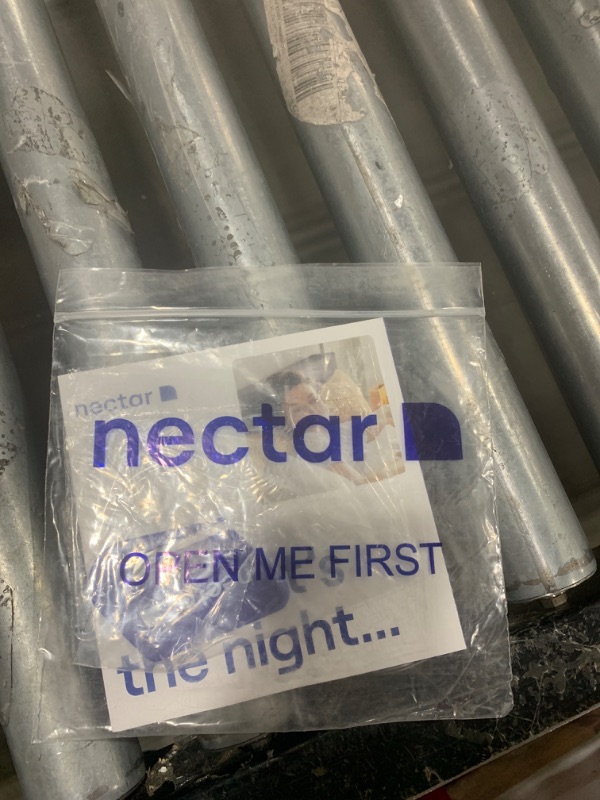 nectar
nectar
OPEN ME FIRST
the night...